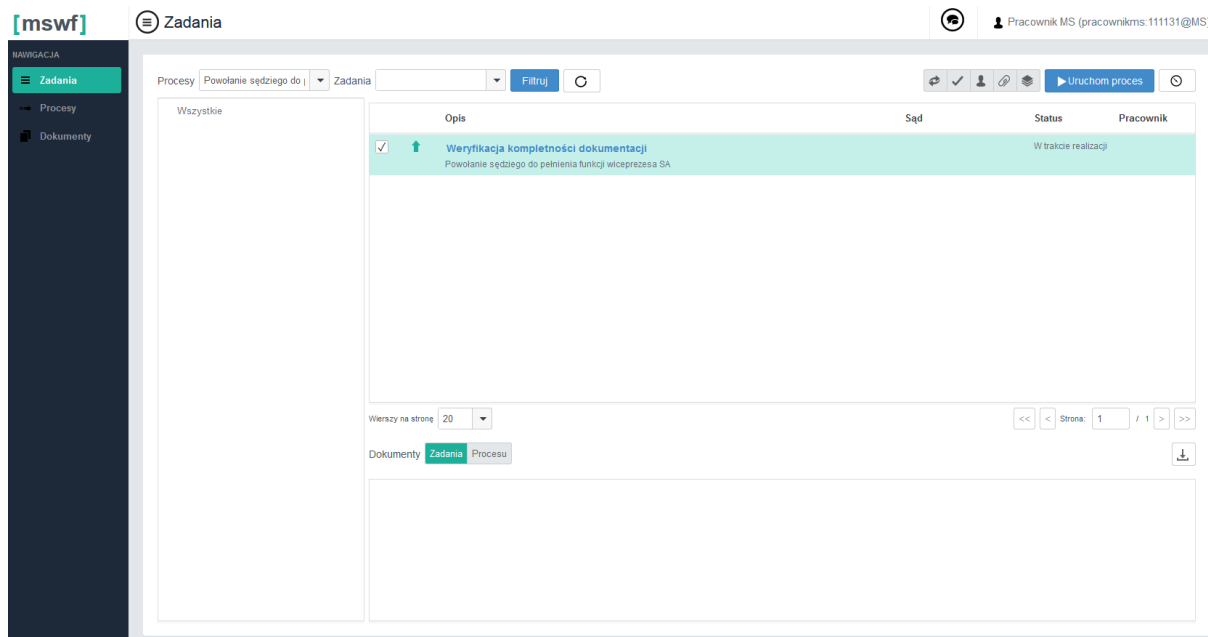 [mswf]
Zadania
Pracownik MS (pracownikms:111131@MS)
NAWIGACJA
Zadania
Procesy
Dokumenty
Procesy Powołanie sędziego do Zadania Filtruj Uruchom proces
Wszystkie
Opis Sąd Status Pracownik
Weryfikacja kompletności dokumentacji W trakcie realizacji
Powołanie sędziego do pełnienia funkcji wiceprezesa SA
Wierszy na stronę 20 << < Strona: 1 / 1 > >>
Dokumenty Zadania Procesu